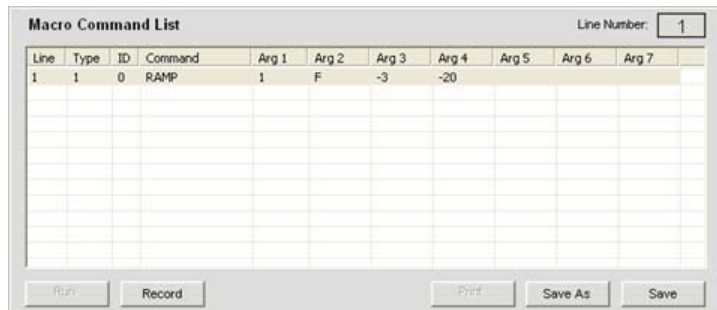 Macro Command List Line Number: 1
Line Type ID Command Arg 1 Arg 2 Arg 3 Arg 4 Arg 5 Arg 6 Arg 7
1 1 0 RAMP 1 F -3 -20
Run Record Print Save As Save